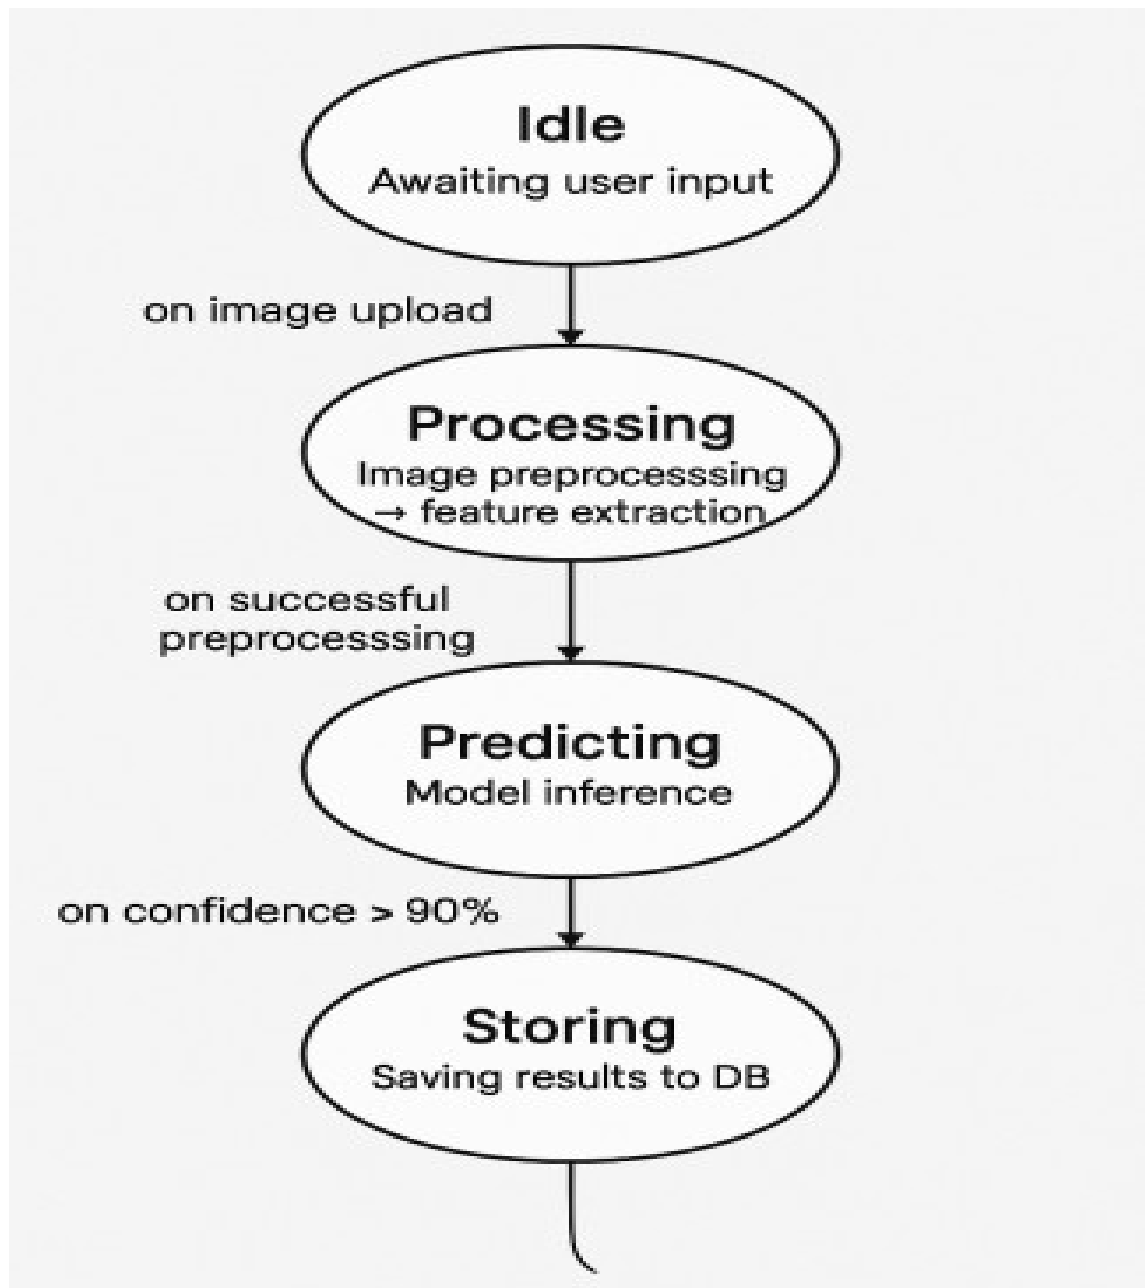 Idle
Awaiting user input
on image upload
Processing
Image preprocesssing
→ feature extraction
on successful
preprocesssing
Predicting
Model inference
on confidence > 90%
Storing
Saving results to DB